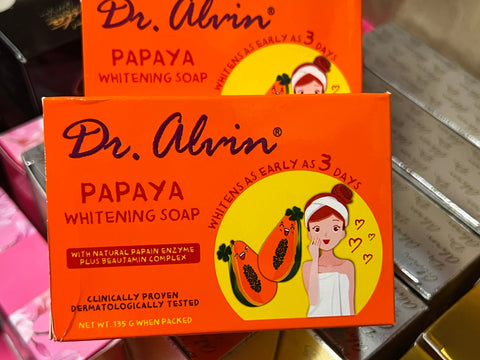 Dr. Alvin®
PAPAYA
WHITENING SOAP
WHITENS AS EARLY AS 3 DAYS
Dr. Alvin®
PAPAYA
WHITENING SOAP
WHITENS AS EARLY AS 3 DAYS
WITH NATURAL PAPAIN ENZYME
PLUS BEAUTAMIN COMPLEX
CLINICALLY PROVEN
DERMATOLOGICALLY TESTED
NET WT. 135 G WHEN PACKED